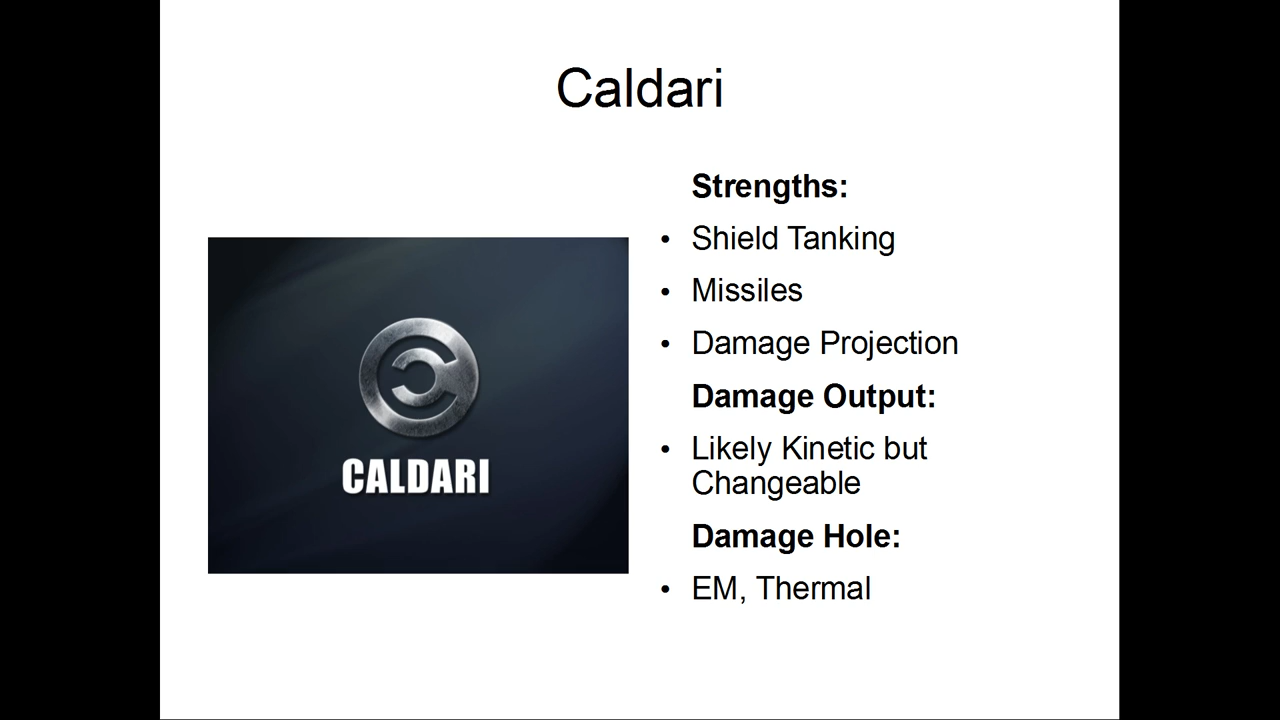 Caldari
CALDARI
Strengths:
• Shield Tanking
• Missiles
• Damage Projection
Damage Output:
• Likely Kinetic but
Changeable
Damage Hole:
• EM, Thermal